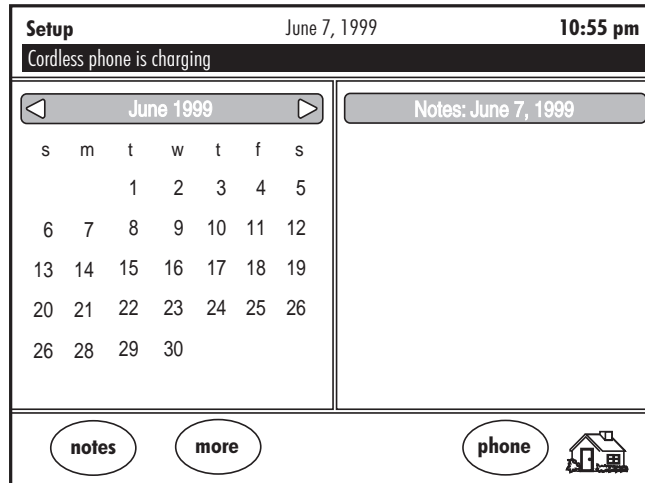 Setup June 7, 1999 10:55 pm
Cordless phone is charging
June 1999
s m t w t f s
1 2 3 4 5
6 7 8 9 10 11 12
13 14 15 16 17 18 19
20 21 22 23 24 25 26
26 28 29 30
Notes: June 7, 1999
notes more phone